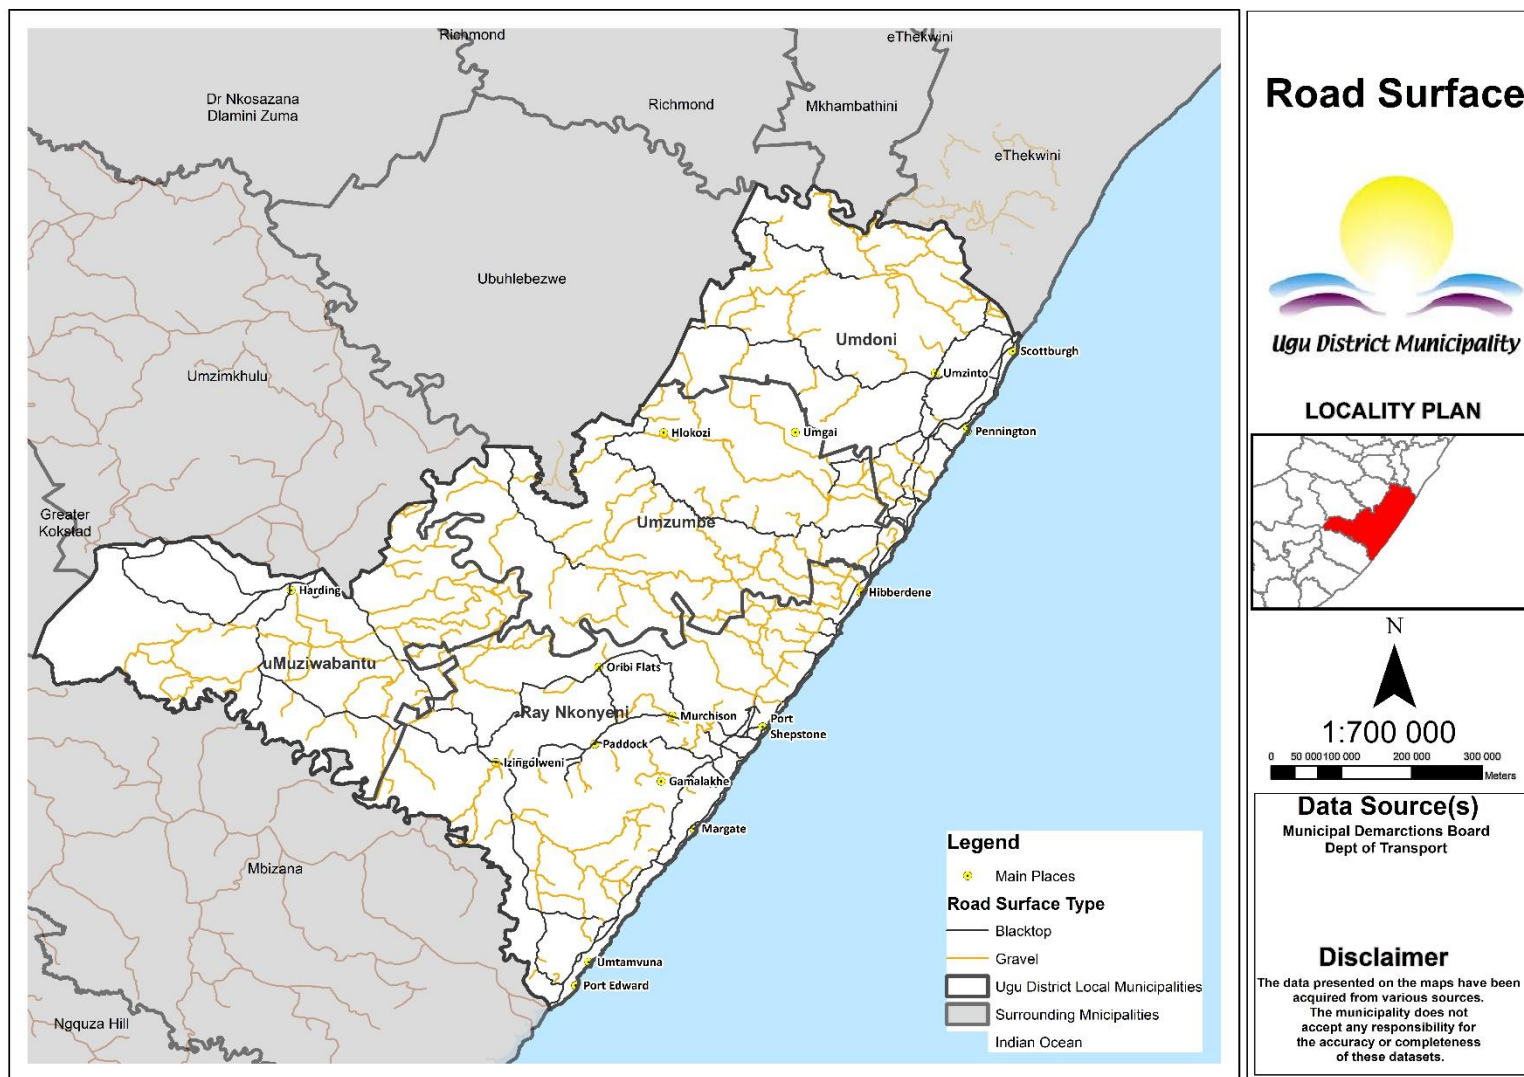 Richmond
eThekwini
Dr Nkosazana
Dlamini Zuma
Richmond
Mkhambathini
eThekwini
Ubuhlebezwe
Umzimkhulu
Umdoni
Scottburgh
Umzinto
Pennington
Hlokozi
Umgai
Greater
Kokstad
Umzumbe
Harding
Hibberdene
uMuziwabantu
Oribi Flats
Ray Nkonyeni
Murchison
Port
Shepstone
Paddock
Izingolweni
Gamalakhe
Margate
Mbizana
Umtamvuna
Port Edward
Ngquza Hill
Legend
Main Places
Road Surface Type
Blacktop
Gravel
Ugu District Local Municipalities
Surrounding Mnicipalities
Indian Ocean
Road Surface
Ugu District Municipality
LOCALITY PLAN
N
1:700 000
0 50 000 100 000 200 000 300 000
Meters
Data Source(s)
Municipal Demarctions Board
Dept of Transport
Disclaimer
The data presented on the maps have been
acquired from various sources.
The municipality does not
accept any responsibility for
the accuracy or completeness
of these datasets.